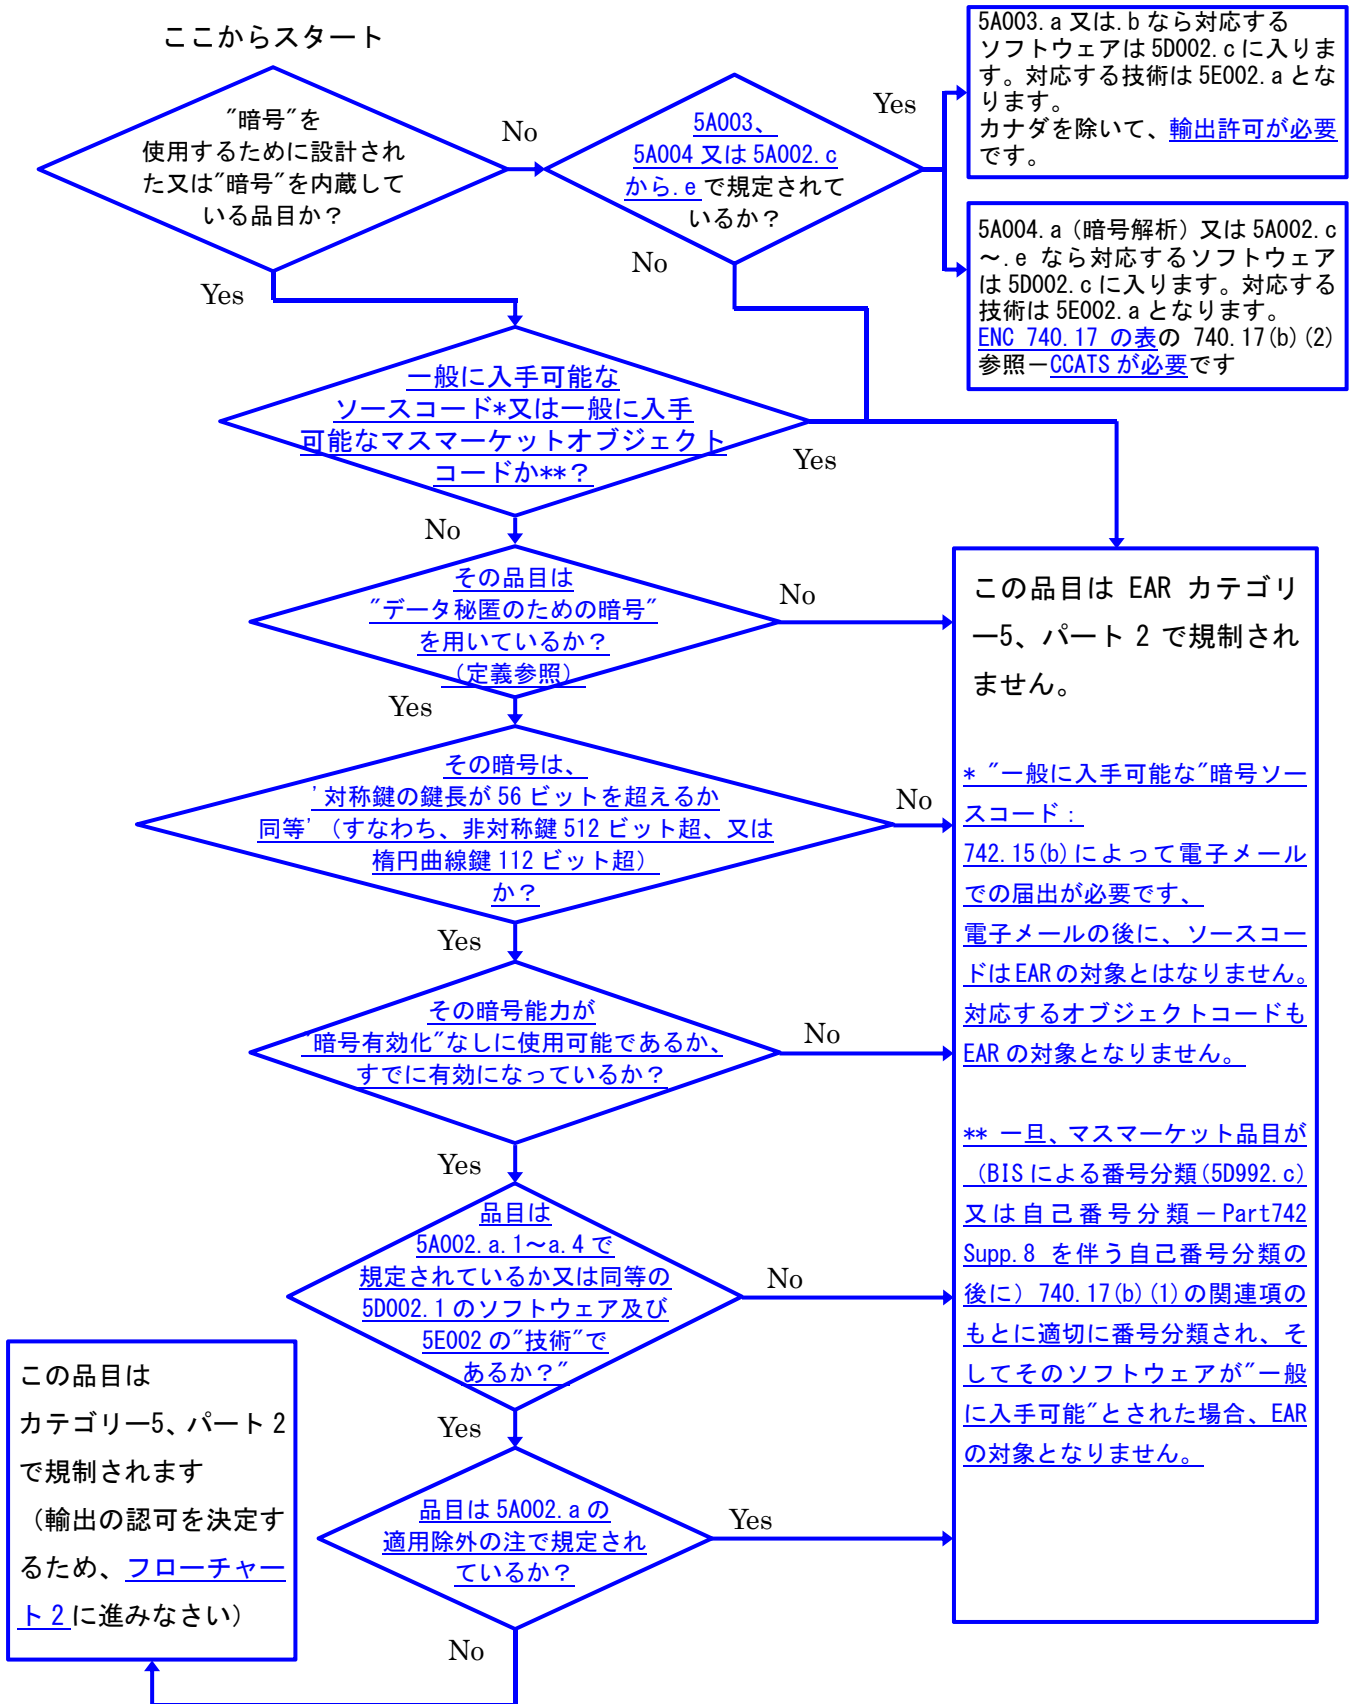 ここからスタート
"暗号"を
使用するために設計され
た又は"暗号"を内蔵して
いる品目か?
No
Yes
5A003、
5A004 又は 5A002.c
から.e で規定されて
いるか?
Yes
No
5A003.a 又は.b なら対応する
ソフトウェアは 5D002.c に入りま
す。対応する技術は 5E002.a とな
ります。
カナダを除いて、輸出許可が必要
です。
5A004.a（暗号解析）又は 5A002.c
～.e なら対応するソフトウェア
は 5D002.c に入ります。対応する
技術は 5E002.a となります。
ENC 740.17 の表の 740.17(b)(2)
参照－CCATS が必要です
一般に入手可能な
ソースコード*又は一般に入手
可能なマスマーケットオブジェクト
コードか**?
Yes
No
その品目は
"データ秘匿のための暗号"
を用いているか?
（定義参照）
No
Yes
その暗号は、
'対称鍵の鍵長が 56 ビットを超えるか
同等'（すなわち、非対称鍵 512 ビット超、又は
楕円曲線鍵 112 ビット超）
か?
No
Yes
その暗号能力が
"暗号有効化"なしに使用可能であるか、
すでに有効になっているか?
No
Yes
品目は
5A002.a.1～a.4 で
規定されているか又は同等の
5D002.1 のソフトウェア及び
5E002 の"技術"で
あるか?"
No
Yes
品目は 5A002.a の
適用除外の注で規定され
ているか?
Yes
No
この品目は EAR カテゴリ
ー5、パート 2 で規制され
ません。
* "一般に入手可能な"暗号ソー
スコード：
742.15(b)によって電子メール
での届出が必要です、
電子メールの後に、ソースコー
ドは EAR の対象とはなりません。
対応するオブジェクトコードも
EAR の対象となりません。
** 一旦、マスマーケット品目が
（BIS による番号分類(5D992.c)
又は自己番号分類－Part742
Supp.8 を伴う自己番号分類の
後に）740.17(b)(1)の関連項の
もとに適切に番号分類され、そ
してそのソフトウェアが"一般
に入手可能"とされた場合、EAR
の対象となりません。
この品目は
カテゴリー5、パート 2
で規制されます
（輸出の認可を決定す
るため、フローチャー
ト 2 に進みなさい）